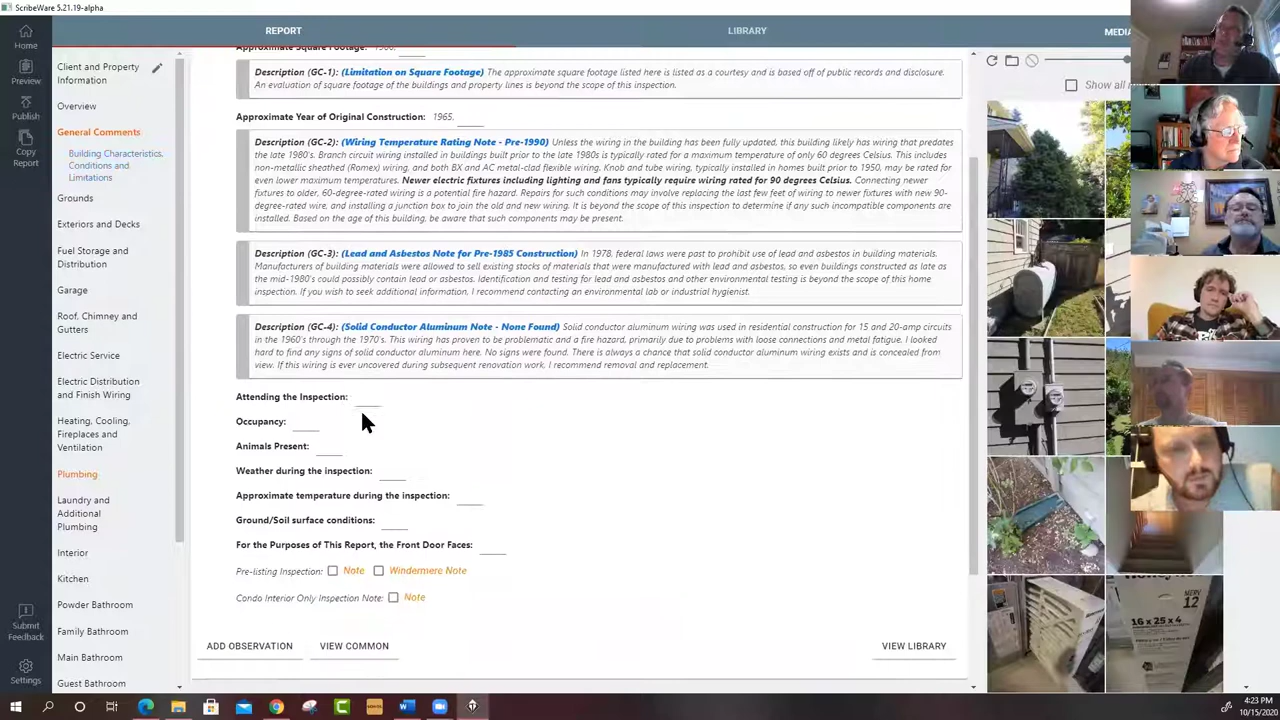 ScribeWare 5.21.19-alpha
REPORT
LIBRARY
MEDIA
Home
Preview
Publish
Copy
Report
Submit
Feedback
Settings
Client and Property
Information
Overview
General Comments
Building Characteristics,
Conditions and
Limitations
Grounds
Exteriors and Decks
Fuel Storage and
Distribution
Garage
Roof, Chimney and
Gutters
Electric Service
Electric Distribution
and Finish Wiring
Heating, Cooling,
Fireplaces and
Ventilation
Plumbing
Laundry and
Additional
Plumbing
Interior
Kitchen
Powder Bathroom
Family Bathroom
Main Bathroom
Guest Bathroom
Approximate Square Footage:
Description (GC-1): (Limitation on Square Footage) The approximate square footage listed here is listed as a courtesy and is based off of public records and disclosure.
An evaluation of square footage of the buildings and property lines is beyond the scope of this inspection.
Approximate Year of Original Construction: 1965,
Description (GC-2): (Wiring Temperature Rating Note - Pre-1990) Unless the wiring in the building has been fully updated, this building likely has wiring that predates
the late 1980's. Branch circuit wiring installed in buildings built prior to the late 1980s is typically rated for a maximum temperature of only 60 degrees Celsius. This includes
non-metallic sheathed (Romex) wiring, and both BX and AC metal-clad flexible wiring. Knob and tube wiring, typically installed in homes built prior to 1950, may be rated for
even lower temperatures. Newer electric fixtures including lighting and fans typically require wiring rated for 90 degrees Celsius. Connecting newer
fixtures to older, 60-degree-rated wiring is a potential fire hazard. Repairs for such conditions may involve replacing the last few feet of wiring to newer fixtures with new 90-
degree-rated wire, and installing a junction box to join the old and new wiring. It is beyond the scope of this inspection to determine if any such incompatible components are
installed. Based on the age of this building, be aware that such components may be present.
Description (GC-3): (Lead and Asbestos Note for Pre-1985 Construction) In 1978, federal laws were past to prohibit use of lead and asbestos in building materials.
Manufacturers of building materials were allowed to sell existing stocks of materials that were manufactured with lead and asbestos, so even buildings constructed as late as
the mid-1980's could possibly contain lead or asbestos. Identification and testing for lead and asbestos and other environmental testing is beyond the scope of this home
inspection. If you wish to seek additional information, I recommend contacting an environmental lab or industrial hygienist.
Description (GC-4): (Solid Conductor Aluminum Note - None Found) Solid conductor aluminum wiring was used in residential construction for 15 and 20-amp circuits
in the 1960's through the 1970's. This wiring has proven to be problematic and a fire hazard, primarily due to problems with loose connections and metal fatigue. I looked
hard to find any signs of solid conductor aluminum here. No signs were found. There is always a chance that solid conductor aluminum wiring exists and is concealed from
view. If this wiring is ever uncovered during subsequent renovation work, I recommend removal and replacement.
Attending the Inspection:
Occupancy:
Animals Present:
Weather during the inspection:
Approximate temperature during the inspection:
Ground/Soil surface conditions:
For the Purposes of This Report, the Front Door Faces:
Pre-listing Inspection: Note Windermere Note
Condo Interior Only Inspection Note: Note
ADD OBSERVATION
VIEW COMMON
VIEW LIBRARY
Show all
MERV
12
16 x 25 x 4
4:23 PM
10/15/2020